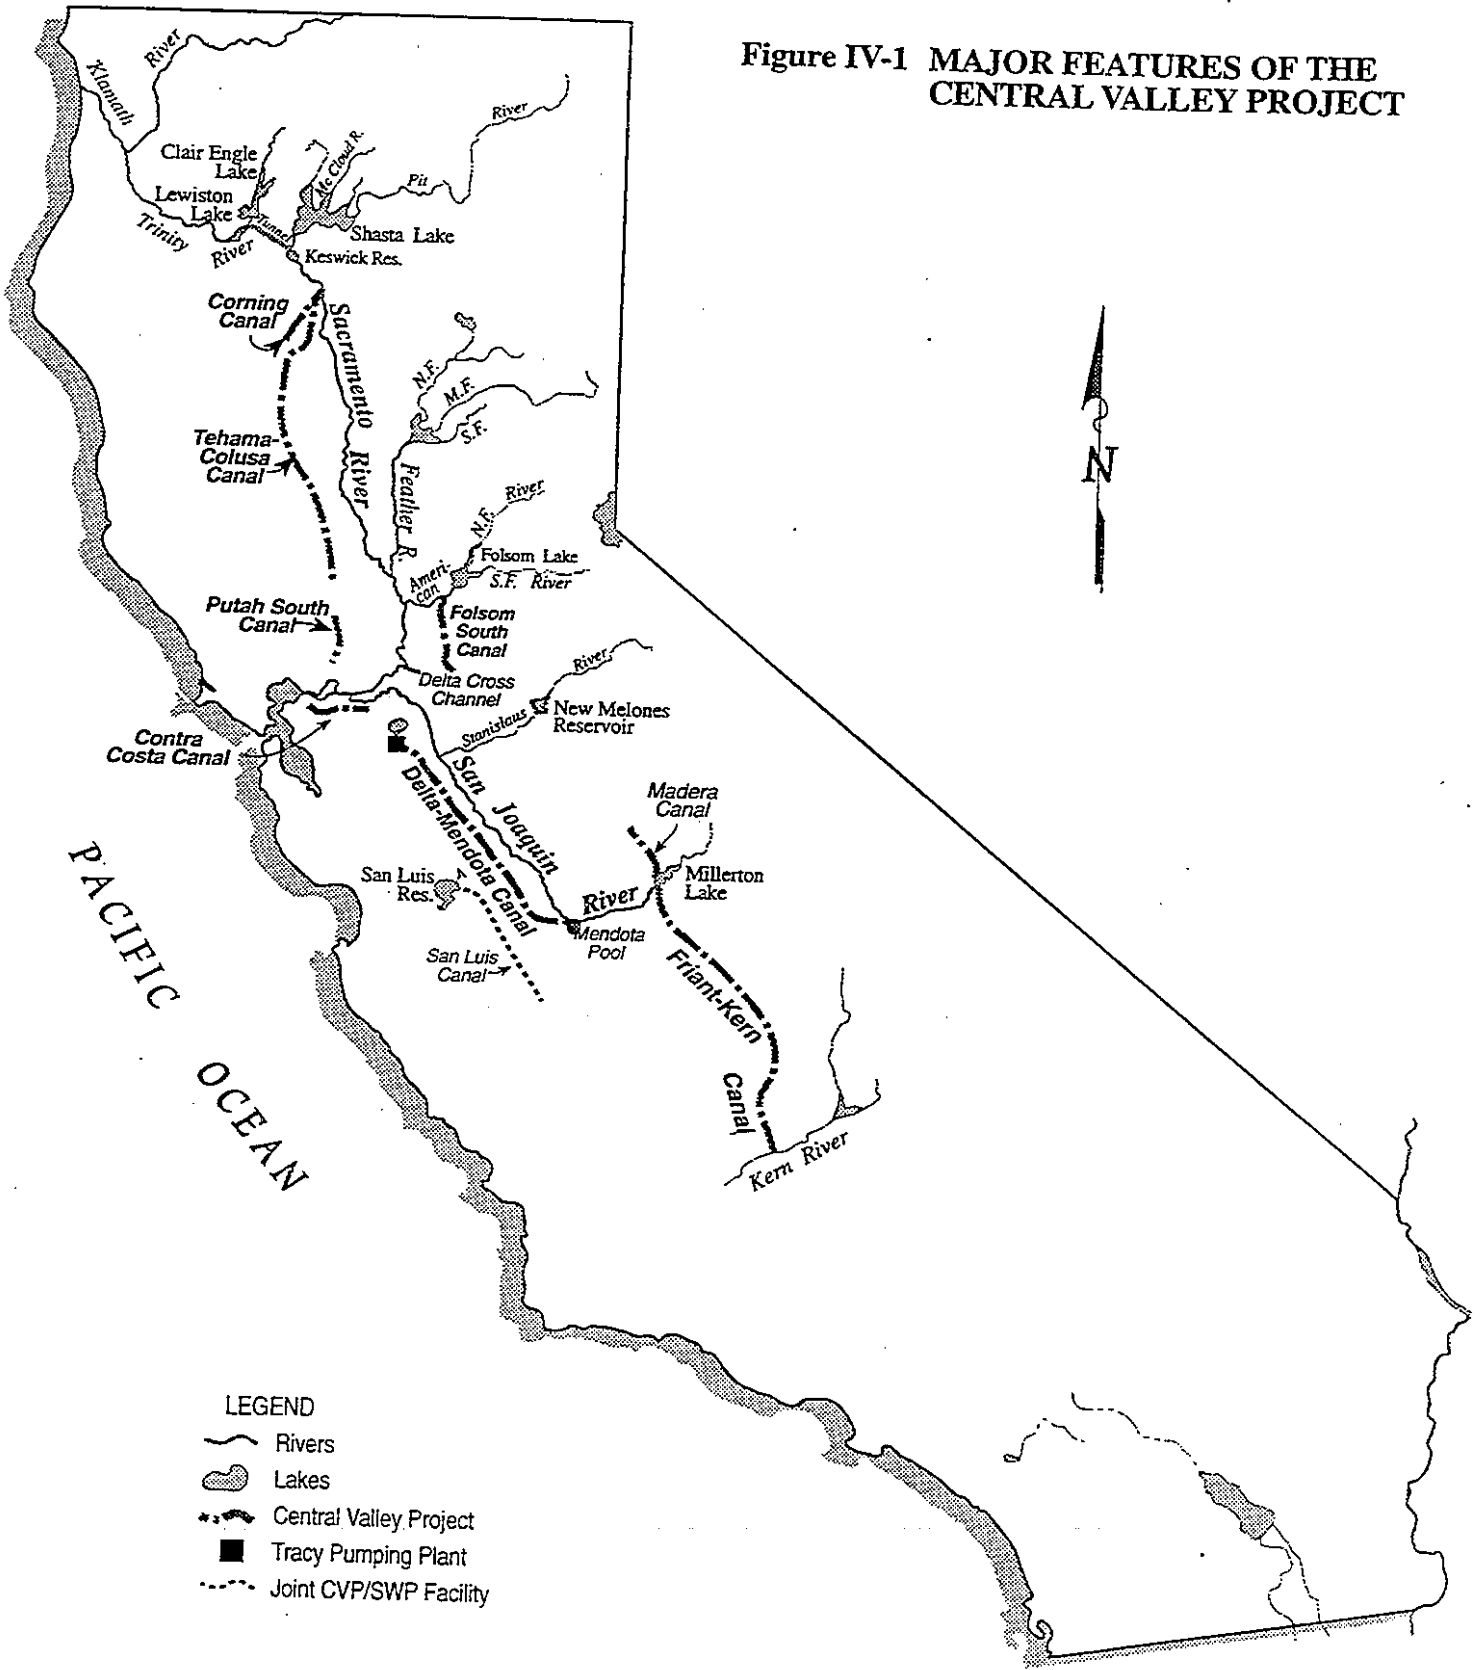 Figure IV-1 MAJOR FEATURES OF THE
CENTRAL VALLEY PROJECT
Klamath
River
River
Clair Engle
Lake
Mc Cloud R.
Pit
Lewiston
Lake
Tunnel
Trinity
River
Shasta Lake
Keswick Res.
Corning
Canal
Sacramento
River
N.F.
M.F.
S.F.
N
Tehama-
Colusa
Canal
Feather R.
River
N.F.
Folsom Lake
S.F. River
Ameri-
can
Putah South
Canal
Folsom
South
Canal
River
Delta Cross
Channel
Stanislaus
New Melones
Reservoir
Contra
Costa Canal
San Joaquin
River
Delta-Mendota Canal
Madera
Canal
San Luis
Res.
Millerton
Lake
Mendota
Pool
San Luis
Canal
Friant-Kern
Canal
Kern River
PACIFIC
OCEAN
LEGEND
Rivers
Lakes
Central Valley Project
Tracy Pumping Plant
Joint CVP/SWP Facility